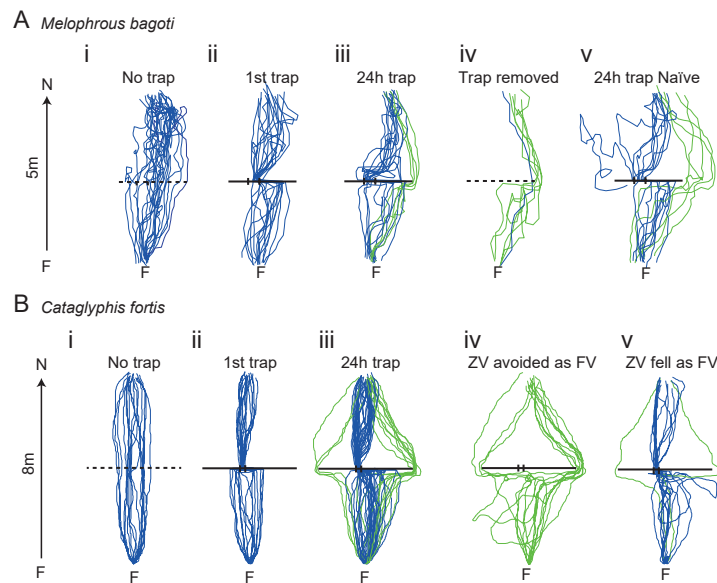 A Melophrous bagoti
i ii iii iv v
No trap 1st trap 24h trap Trap removed 24h trap Naïve
N
5m
F
F F F F F
B Cataglyphis fortis
i ii iii iv v
No trap 1st trap 24h trap ZV avoided as FV ZV fell as FV
N
8m
F
F F F F F